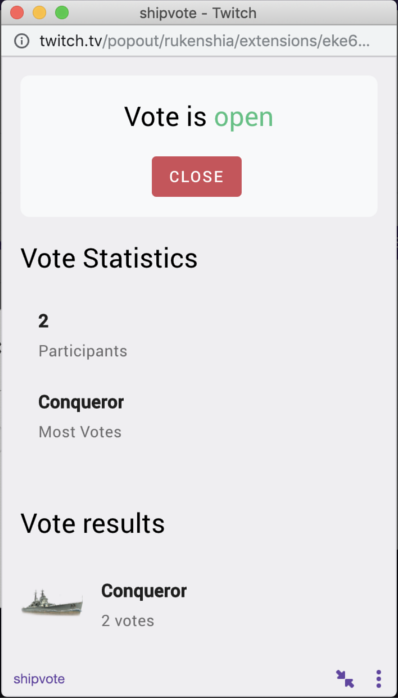 shipvote - Twitch
twitch.tv/popout/rukenshia/extensions/eke6...
Vote is open
CLOSE
Vote Statistics
2
Participants
Conqueror
Most Votes
Vote results
Conqueror
2 votes
shipvote